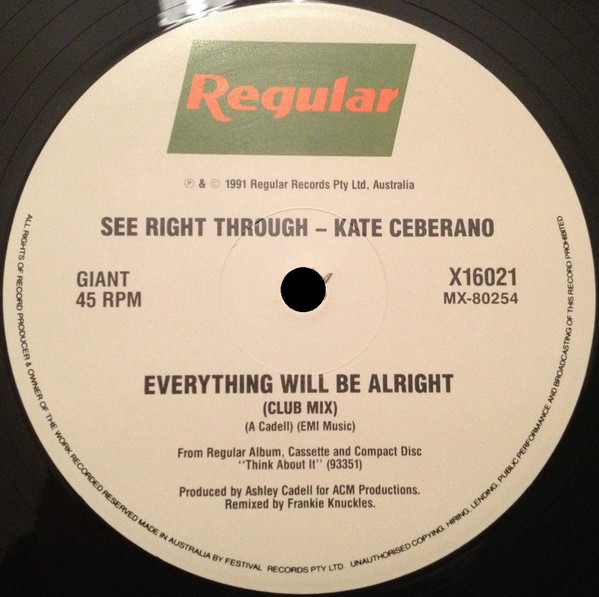 Regular
℗ & © 1991 Regular Records Pty Ltd, Australia
SEE RIGHT THROUGH – KATE CEBERANO
GIANT
45 RPM
X16021
MX-80254
EVERYTHING WILL BE ALRIGHT
(CLUB MIX)
(A Cadell) (EMI Music)
From Regular Album, Cassette and Compact Disc
"Think About It" (93351)
Produced by Ashley Cadell for ACM Productions.
Remixed by Frankie Knuckles.
ALL RIGHTS OF RECORD PRODUCER & OWNER OF THE WORK RECORDED RESERVED MADE IN AUSTRALIA BY FESTIVAL RECORDS PTY LTD. UNAUTHORISED COPYING, HIRING, LENDING, PUBLIC PERFORMANCE AND BROADCASTING OF THIS RECORD PROHIBITED